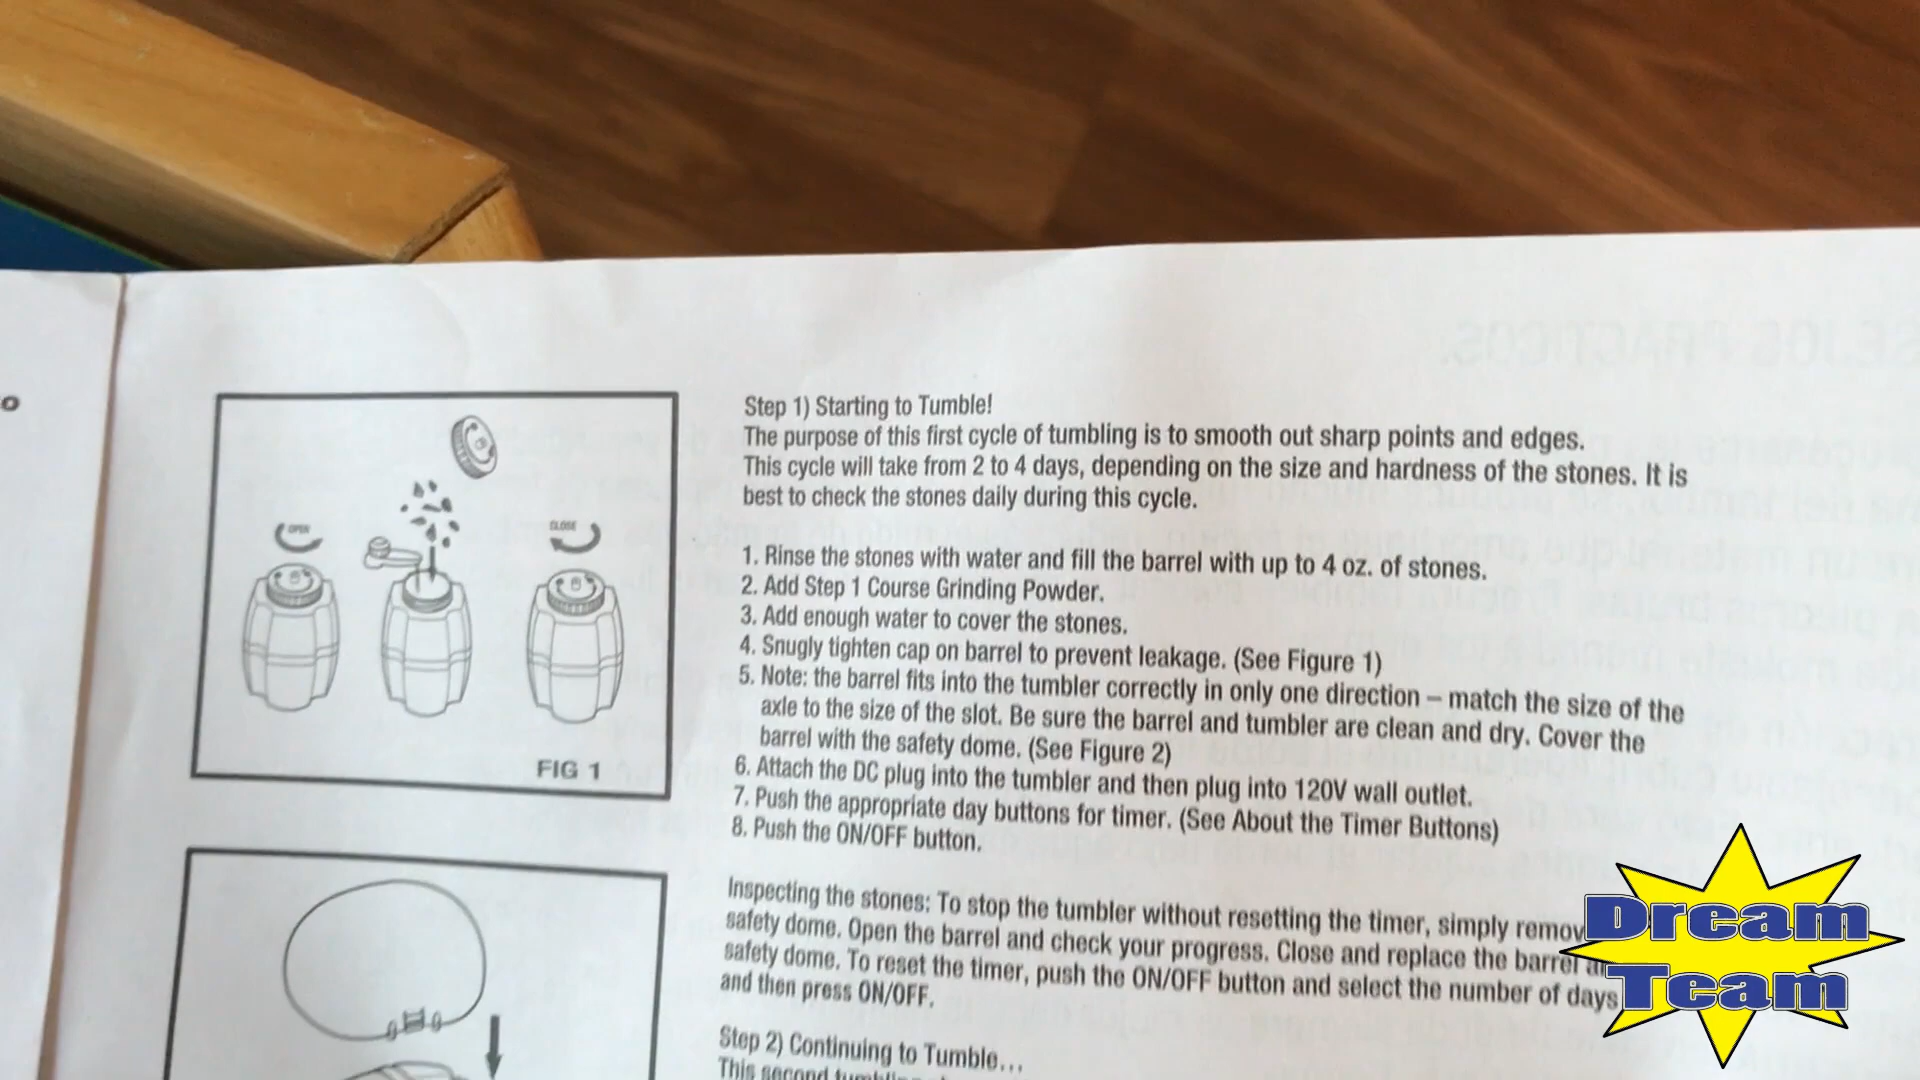 o
OPEN
CLOSE
FIG 1
Step 1) Starting to Tumble!
The purpose of this first cycle of tumbling is to smooth out sharp points and edges.
This cycle will take from 2 to 4 days, depending on the size and hardness of the stones. It is
best to check the stones daily during this cycle.
1. Rinse the stones with water and fill the barrel with up to 4 oz. of stones.
2. Add Step 1 Course Grinding Powder.
3. Add enough water to cover the stones.
4. Snugly tighten cap on barrel to prevent leakage. (See Figure 1)
5. Note: the barrel fits into the tumbler correctly in only one direction – match the size of the
axle to the size of the slot. Be sure the barrel and tumbler are clean and dry. Cover the
barrel with the safety dome. (See Figure 2)
6. Attach the DC plug into the tumbler and then plug into 120V wall outlet.
7. Push the appropriate day buttons for timer. (See About the Timer Buttons)
8. Push the ON/OFF button.
Inspecting the stones: To stop the tumbler without resetting the timer, simply
safety dome. Open the barrel and check your progress. Close and replace the barrel
safety dome. To reset the timer, push the ON/OFF button and select the number of days
and then press ON/OFF.
Step 2) Continuing to Tumble...
This second
Dream
Team